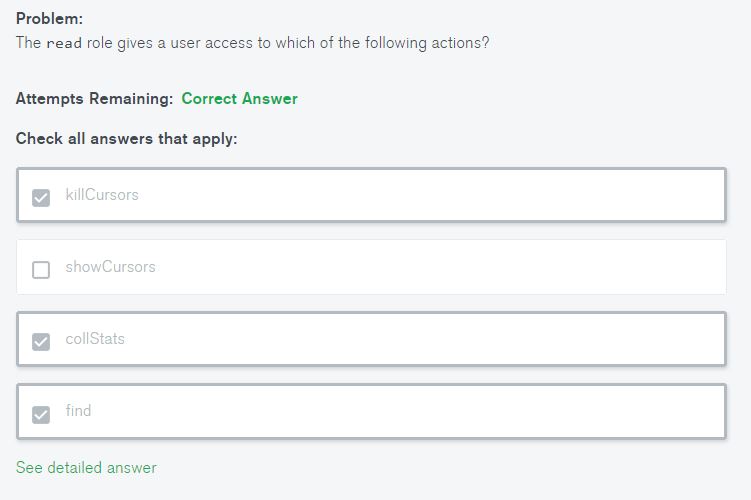 Problem:
The read role gives a user access to which of the following actions?
Attempts Remaining: Correct Answer
Check all answers that apply:
killCursors
showCursors
collStats
find
See detailed answer